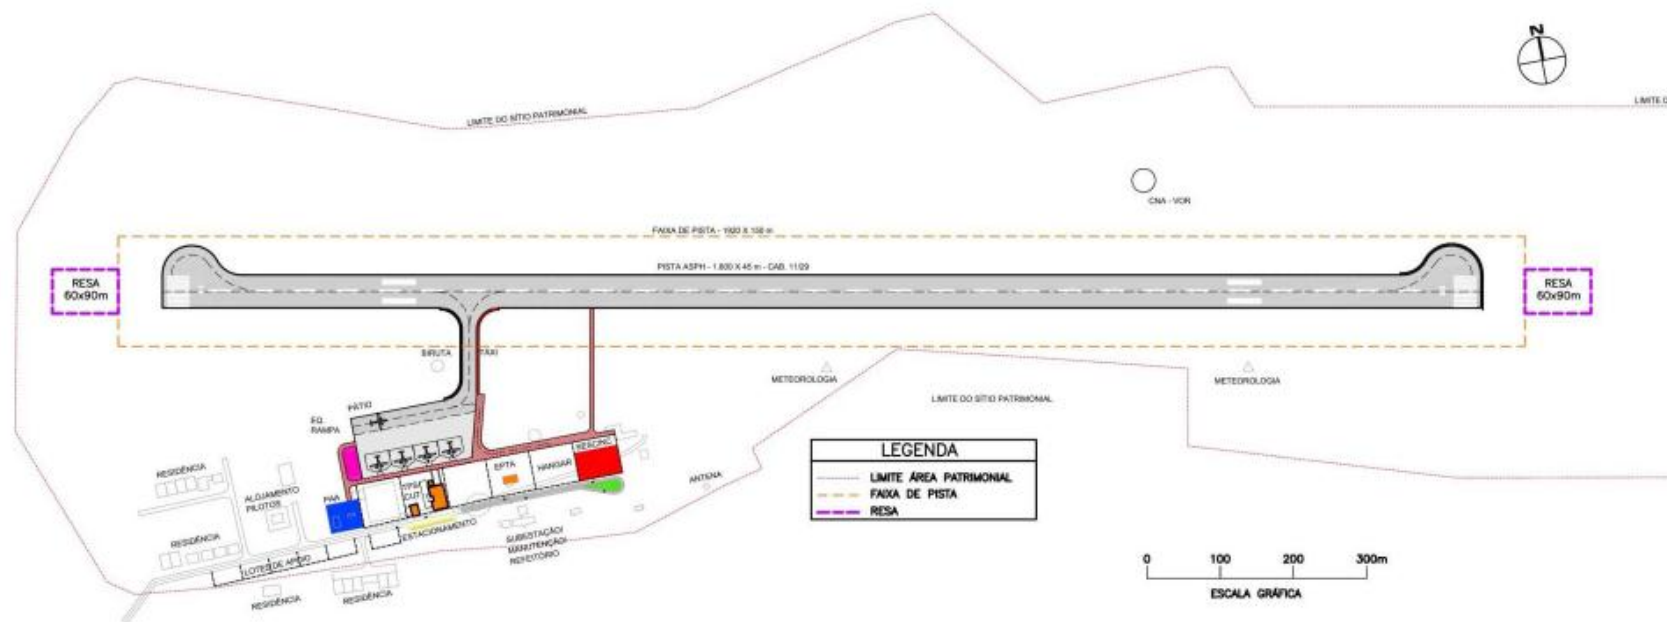 N
LIMITE DO SÍTIO PATRIMONIAL
LIMITE D
CNA - VOR
FAIXA DE PISTA - 1920 X 150 m
PISTA ASPH - 1.800 X 45 m - CAB. 11/29
RESA
60x90m
RESA
60x90m
BIRUTA
TÁXI
METEOROLOGIA
METEOROLOGIA
LIMITE DO SÍTIO PATRIMONIAL
PÁTIO
EQ.
RAMPA
RESCINC
HANGAR
EPTA
ANTENA
RESIDÊNCIA
ALOJAMENTO
PILOTOS
PAA
CUT
ESTACIONAMENTO
SUBESTAÇÃO/
MANUTENÇÃO/
REFEITÓRIO
RESIDÊNCIA
LOTES DE APOIO
RESIDÊNCIA
RESIDÊNCIA
LEGENDA
LIMITE ÁREA PATRIMONIAL
FAIXA DE PISTA
RESA
0 100 200 300m
ESCALA GRÁFICA